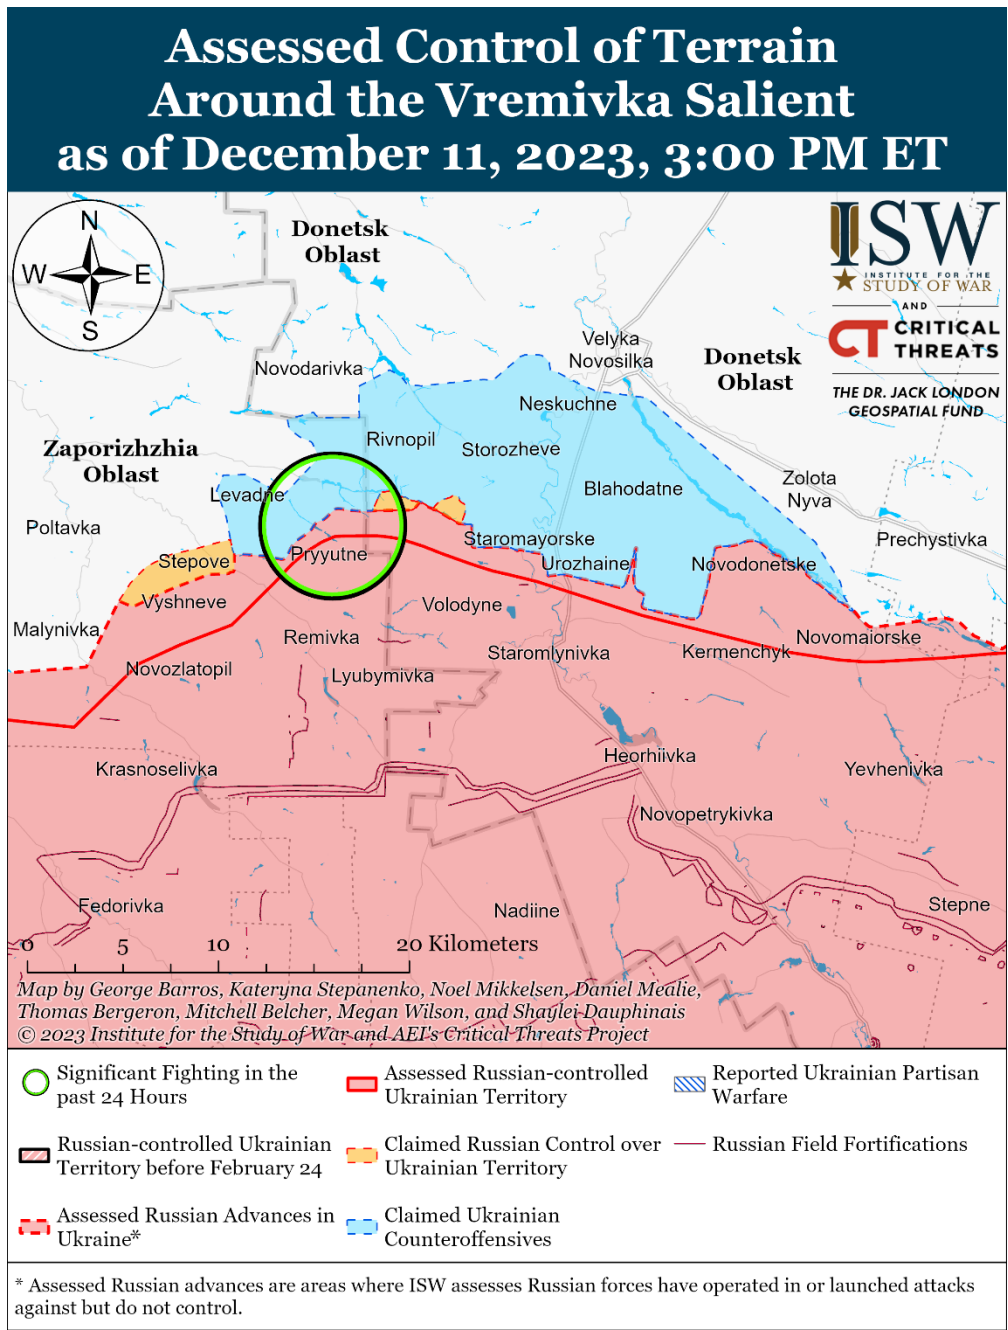 Assessed Control of Terrain
Around the Vremivka Salient
as of December 11, 2023, 3:00 PM ET
N
W
E
S
Donetsk
Oblast
ISW
INSTITUTE FOR THE
STUDY OF WAR
AND
CT CRITICAL
THREATS
THE DR. JACK LONDON
GEOSPATIAL FUND
Velyka
Novosilka
Donetsk
Oblast
Novodarivka
Neskuchne
Zaporizhzhia
Oblast
Rivnopil
Storozheve
Zolota
Nyva
Blahodatne
Levadne
Poltavka
Prechystivka
Staromayorske
Pryyutne
Stepove
Urozhaine
Novodonetske
Vyshneve
Volodyne
Malynivka
Remivka
Novomaiorske
Staromlynivka
Kermenchyk
Novozlatopil
Lyubymivka
Heorhiivka
Krasnoselivka
Yevhenivka
Novopetrykivka
Fedorivka
Nadiine
Stepne
0 5 10 20 Kilometers
Map by George Barros, Kateryna Stepanenko, Noel Mikkelsen, Daniel Mealie,
Thomas Bergeron, Mitchell Belcher, Megan Wilson, and Shaylei Dauphinais
© 2023 Institute for the Study of War and AEI's Critical Threats Project
Significant Fighting in the
past 24 Hours
Assessed Russian-controlled
Ukrainian Territory
Reported Ukrainian Partisan
Warfare
Russian-controlled Ukrainian
Territory before February 24
Claimed Russian Control over
Ukrainian Territory
Russian Field Fortifications
Assessed Russian Advances in
Ukraine*
Claimed Ukrainian
Counteroffensives
* Assessed Russian advances are areas where ISW assesses Russian forces have operated in or launched attacks
against but do not control.